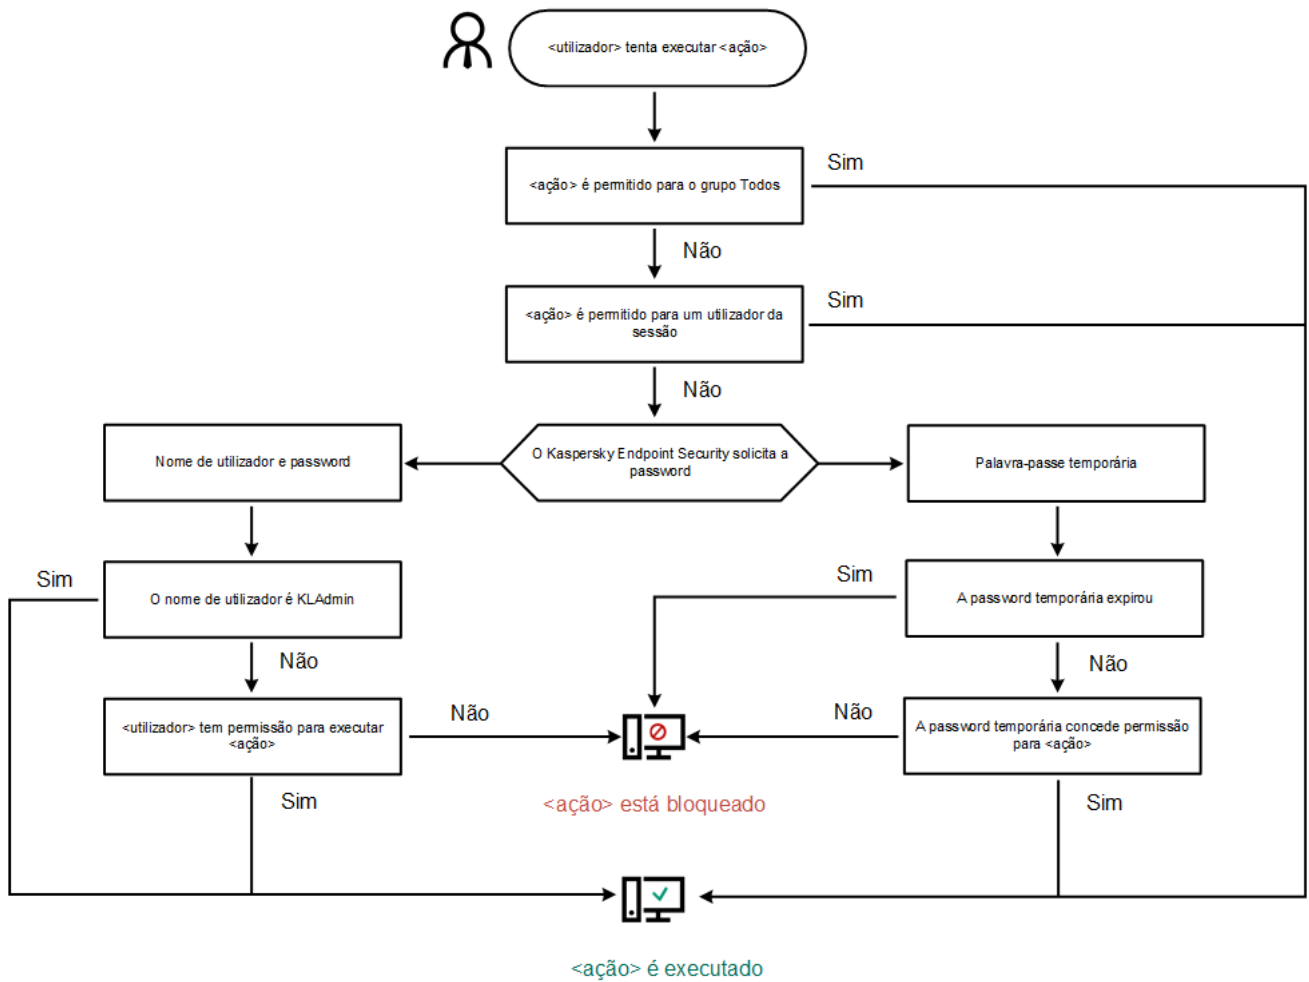 <utilizador> tenta executar <ação>
Sim
<ação> é permitido para o grupo Todos
Não
Sim
<ação> é permitido para um utilizador da
sessão
Não
Nome de utilizador e password
O Kaspersky Endpoint Security solicita a
password
Palavra-passe temporária
Sim
O nome de utilizador é KLAdmin
Sim
A password temporária expirou
Não
Não
<utilizador> tem permissão para executar
<ação>
Não
Não
A password temporária concede permissão
para <ação>
Sim
<ação> está bloqueado
Sim
<ação> é executado